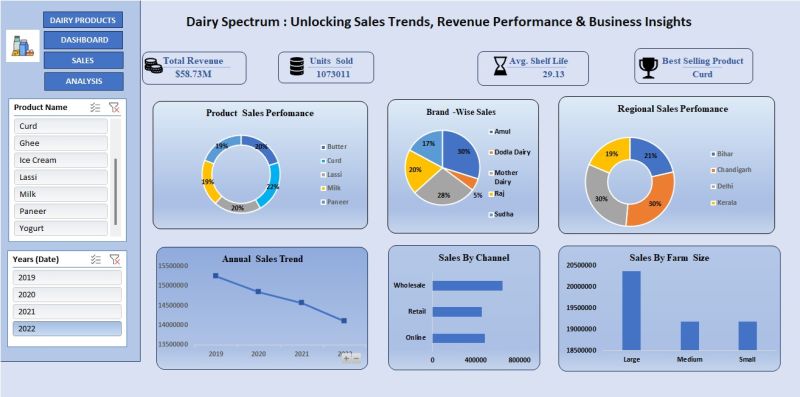 DAIRY PRODUCTS
DASHBOARD
SALES
ANALYSIS
Dairy Spectrum : Unlocking Sales Trends, Revenue Performance & Business Insights
Total Revenue
$58.73M
Units Sold
1073011
Avg. Shelf Life
29.13
Best Selling Product
Curd
Product Name
Curd
Ghee
Ice Cream
Lassi
Milk
Paneer
Yogurt
Years (Date)
2019
2020
2021
2022
Product Sales Perfomance
20%
22%
20%
19%
19%
Butter
Curd
Lassi
Milk
Paneer
Brand -Wise Sales
30%
5%
28%
20%
17%
Amul
Dodla Dairy
Mother
Dairy
Raj
Sudha
Regional Sales Perfomance
21%
30%
30%
19%
Bihar
Chandigarh
Delhi
Kerala
Annual Sales Trend
15500000
15000000
14500000
14000000
13500000
2019
2020
2021
Sales By Channel
Wholesale
Retail
Online
0
400000
800000
Sales By Farm Size
20500000
20000000
19500000
19000000
18500000
Large
Medium
Small